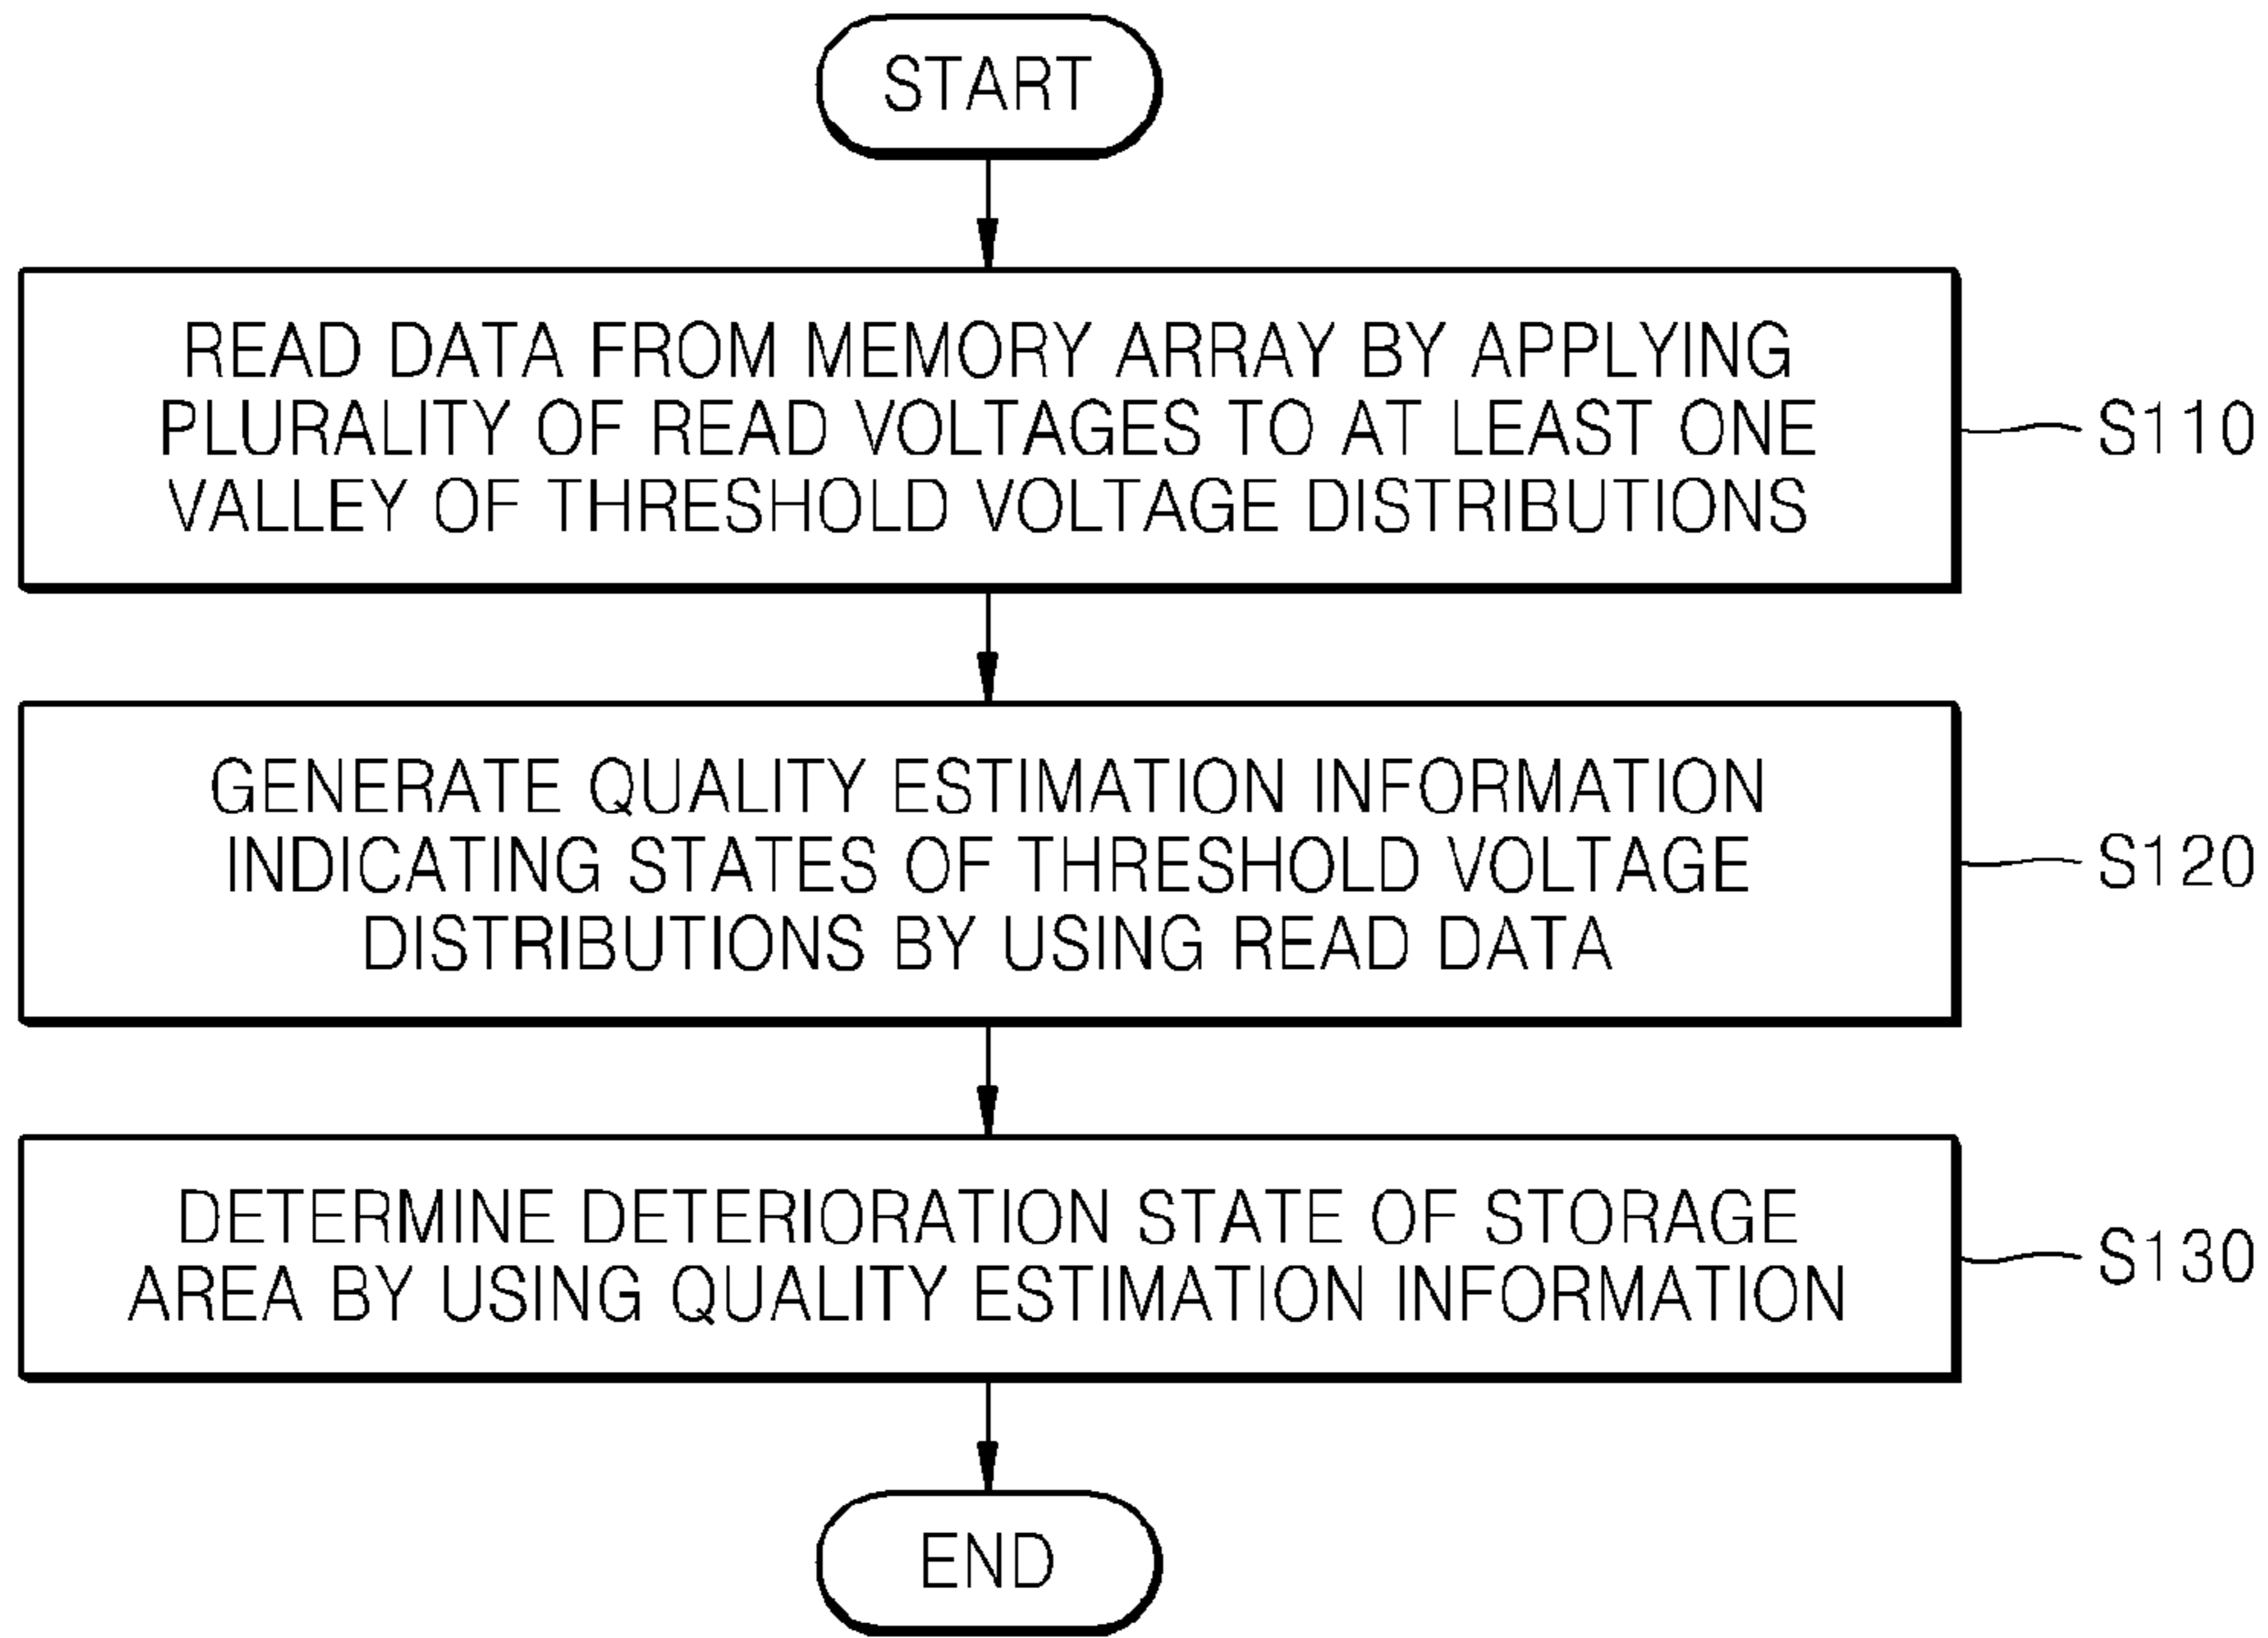 START
READ DATA FROM MEMORY ARRAY BY APPLYING
PLURALITY OF READ VOLTAGES TO AT LEAST ONE
VALLEY OF THRESHOLD VOLTAGE DISTRIBUTIONS
S110
GENERATE QUALITY ESTIMATION INFORMATION
INDICATING STATES OF THRESHOLD VOLTAGE
DISTRIBUTIONS BY USING READ DATA
S120
DETERMINE DETERIORATION STATE OF STORAGE
AREA BY USING QUALITY ESTIMATION INFORMATION
S130
END